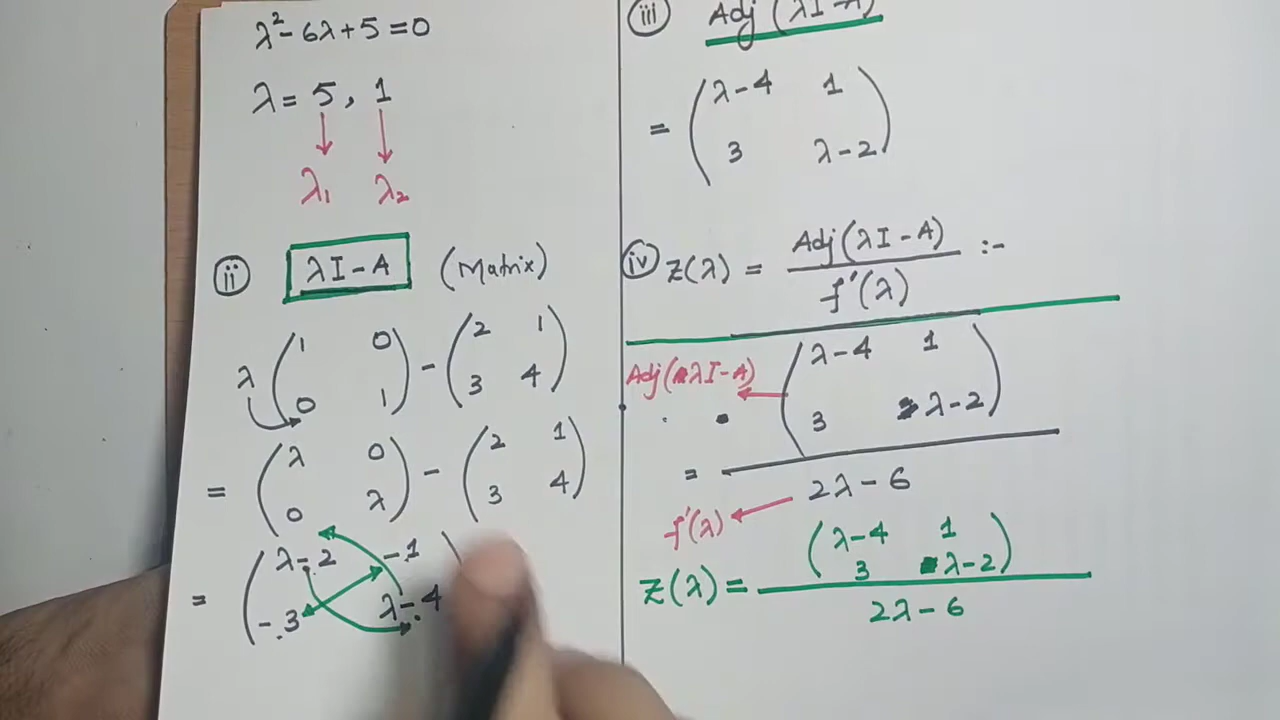 λ² - 6λ + 5 = 0
λ = 5, 1
λ₁ λ₂
ii λI - A (Matrix)
λ (1 0
0 1) - (2 1
3 4)
= (λ 0
0 λ) - (2 1
3 4)
= (λ-2 -1
-3 λ-4
iii Adj (λI - A)
= (λ-4 1
3 λ-2)
iv Z(λ) = Adj(λI - A) / f'(λ) :-
Adj(λI - A) (λ-4 1
3 λ-2)
= 2λ - 6
f'(λ)
(λ-4 1
3 λ-2)
Z(λ) =
2λ - 6